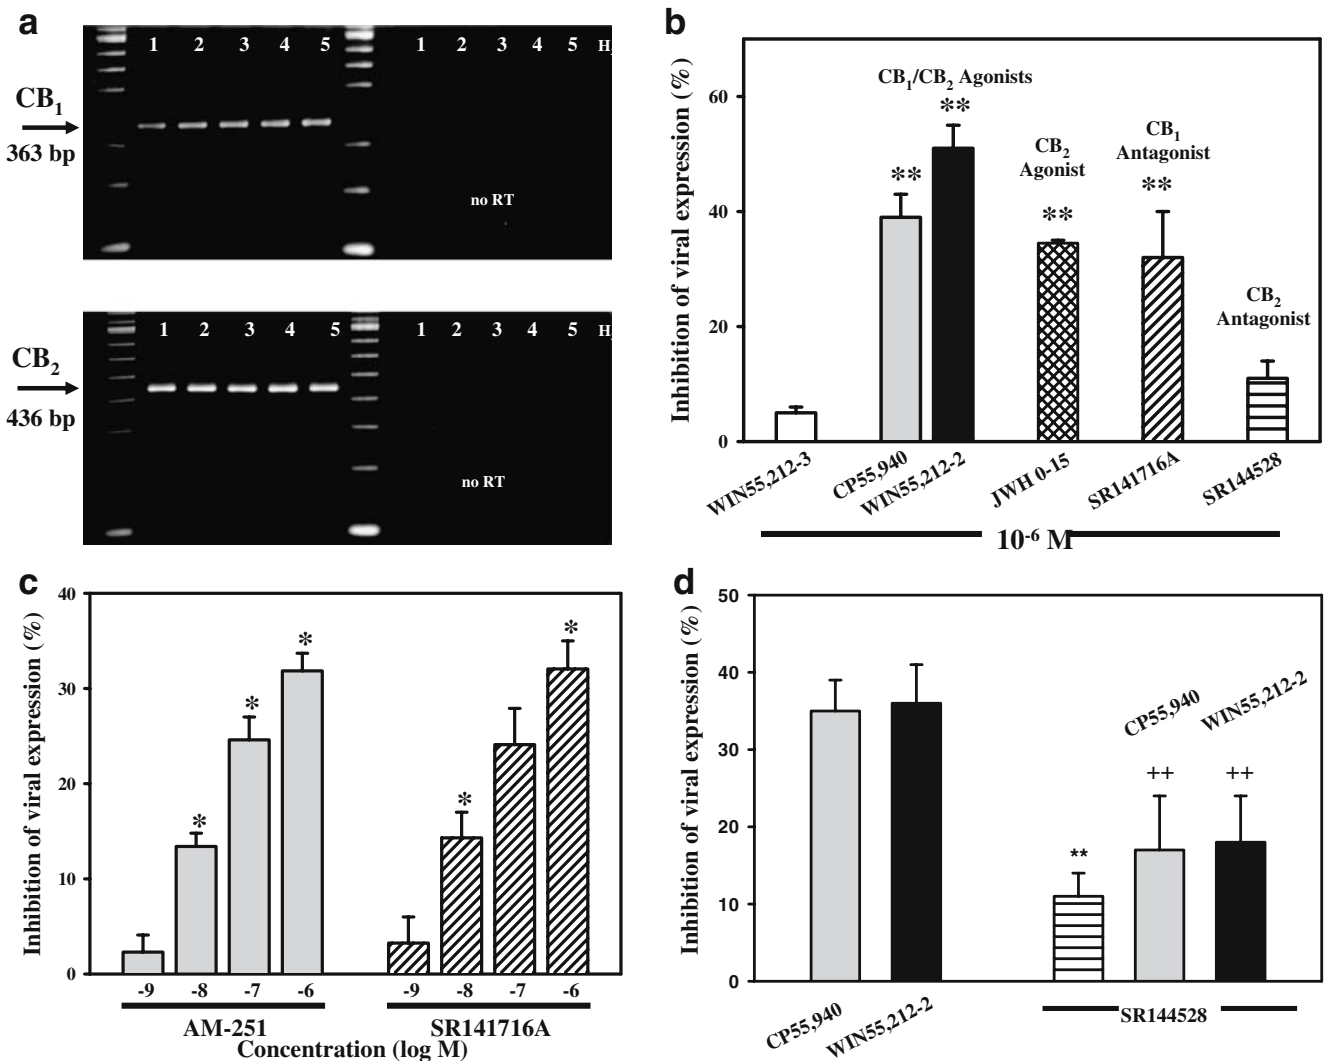 a
1 2 3 4 5 1 2 3 4 5 H
CB1
363 bp
no RT
1 2 3 4 5 1 2 3 4 5 H
CB2
436 bp
no RT
b
Inhibition of viral expression (%)
60
40
20
0
CB1/CB2 Agonists
**
**
CB2
Agonist
**
CB1
Antagonist
**
CB2
Antagonist
WIN55,212-3
CP55,940
WIN55,212-2
JWH 0-15
SR141716A
SR144528
10-6 M
c
Inhibition of viral expression (%)
40
30
20
10
0
*
*
*
*
*
-9 -8 -7 -6 -9 -8 -7 -6
AM-251 SR141716A
Concentration (log M)
d
Inhibition of viral expression (%)
50
40
30
20
10
0
CP55,940
WIN55,212-2
**
++
++
CP55,940
WIN55,212-2
SR144528